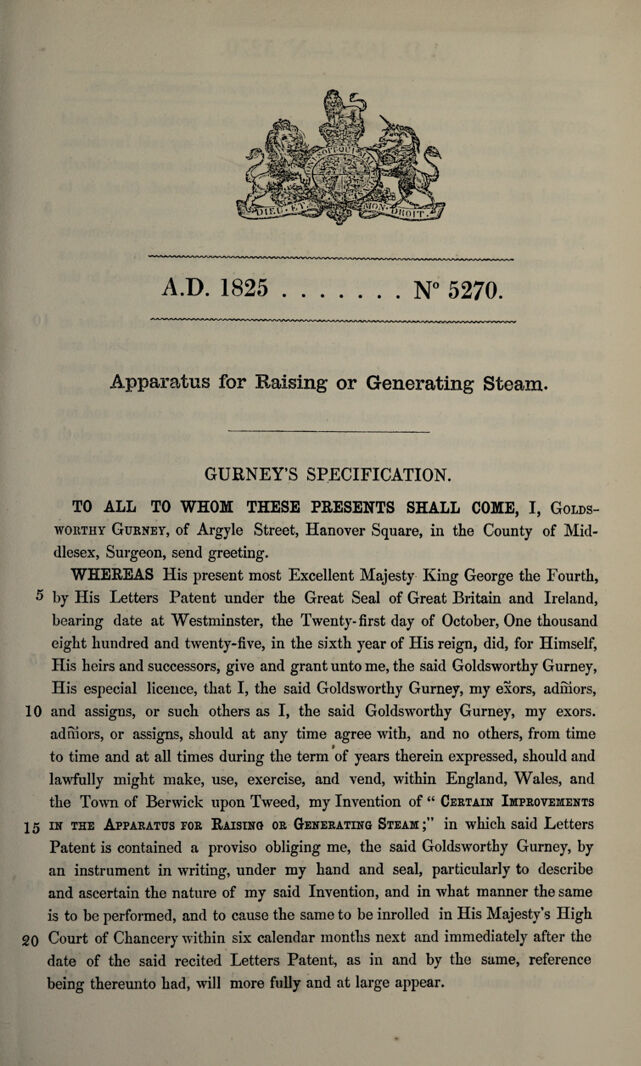 DIEU · ET MON · DROIT
A.D. 1825 . . . . . . . . N° 5270.
Apparatus for Raising or Generating Steam.
GURNEY'S SPECIFICATION.
TO ALL TO WHOM THESE PRESENTS SHALL COME, I, GOLDS-
WORTHY GURNEY, of Argyle Street, Hanover Square, in the County of Mid-
dlesex, Surgeon, send greeting.
WHEREAS His present most Excellent Majesty King George the Fourth,
5 by His Letters Patent under the Great Seal of Great Britain and Ireland,
bearing date at Westminster, the Twenty-first day of October, One thousand
eight hundred and twenty-five, in the sixth year of His reign, did, for Himself,
His heirs and successors, give and grant unto me, the said Goldsworthy Gurney,
His especial licence, that I, the said Goldsworthy Gurney, my exors, adm̃ors,
10 and assigns, or such others as I, the said Goldsworthy Gurney, my exors.
adm̃ors, or assigns, should at any time agree with, and no others, from time
to time and at all times during the term of years therein expressed, should and
lawfully might make, use, exercise, and vend, within England, Wales, and
the Town of Berwick upon Tweed, my Invention of “ CERTAIN IMPROVEMENTS
15 IN THE APPARATUS FOR RAISING OR GENERATING STEAM ;” in which said Letters
Patent is contained a proviso obliging me, the said Goldsworthy Gurney, by
an instrument in writing, under my hand and seal, particularly to describe
and ascertain the nature of my said Invention, and in what manner the same
is to be performed, and to cause the same to be inrolled in His Majesty's High
20 Court of Chancery within six calendar months next and immediately after the
date of the said recited Letters Patent, as in and by the same, reference
being thereunto had, will more fully and at large appear.